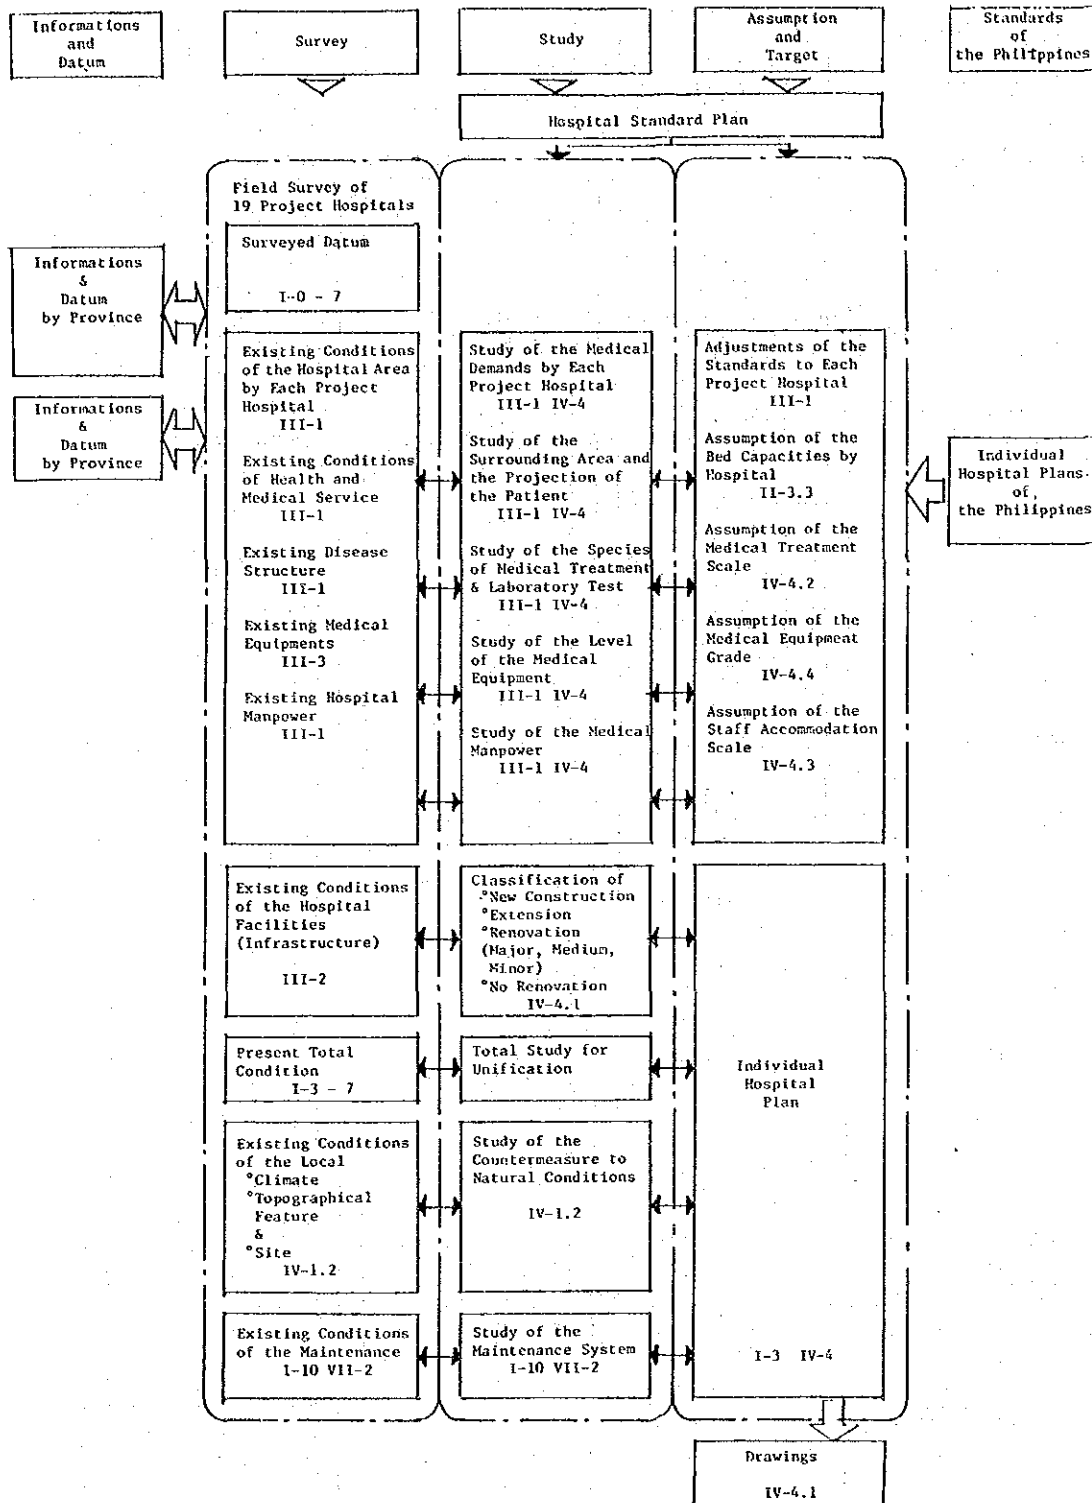 Informations
and
Datum
Survey
Study
Assumption
and
Target
Standards
of
the Philippines
Hospital Standard Plan
Field Survey of
19 Project Hospitals
Surveyed Datum
I-0 - 7
Informations
&
Datum
by Province
Informations
&
Datum
by Province
Existing Conditions
of the Hospital Area
by Each Project
Hospital
III-1
Existing Conditions
of Health and
Medical Service
III-1
Existing Disease
Structure
III-1
Existing Medical
Equipments
III-3
Existing Hospital
Manpower
III-1
Study of the Medical
Demands by Each
Project Hospital
III-1 IV-4
Study of the
Surrounding Area and
the Projection of
the Patient
III-1 IV-4
Study of the Species
of Medical Treatment
& Laboratory Test
III-1 IV-4
Study of the Level
of the Medical
Equipment
III-1 IV-4
Study of the Medical
Manpower
III-1 IV-4
Adjustments of the
Standards to Each
Project Hospital
III-1
Assumption of the
Bed Capacities by
Hospital
II-3.3
Assumption of the
Medical Treatment
Scale
IV-4.2
Assumption of the
Medical Equipment
Grade
IV-4.4
Assumption of the
Staff Accommodation
Scale
IV-4.3
Individual
Hospital Plans
of
the Philippines
Existing Conditions
of the Hospital
Facilities
(Infrastructure)
III-2
Classification of
°New Construction
°Extension
°Renovation
(Major, Medium,
Minor)
°No Renovation
IV-4.1
Present Total
Condition
I-3 - 7
Total Study for
Unification
Individual
Hospital
Plan
Existing Conditions
of the Local
°Climate
°Topographical
Feature
&
°Site
IV-1.2
Study of the
Countermeasure to
Natural Conditions
IV-1.2
Existing Conditions
of the Maintenance
I-10 VII-2
Study of the
Maintenance System
I-10 VII-2
I-3 IV-4
Drawings
IV-4.1